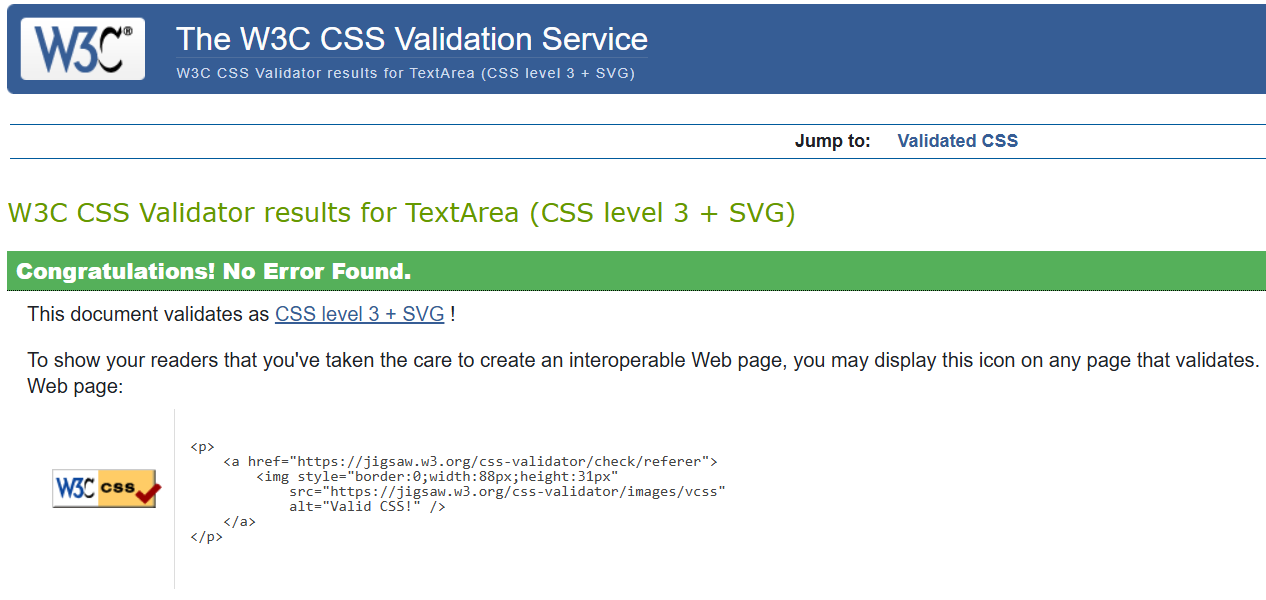 W3C®
The W3C CSS Validation Service
W3C CSS Validator results for TextArea (CSS level 3 + SVG)
Jump to: Validated CSS
W3C CSS Validator results for TextArea (CSS level 3 + SVG)
Congratulations! No Error Found.
This document validates as CSS level 3 + SVG !
To show your readers that you've taken the care to create an interoperable Web page, you may display this icon on any page that validates.
Web page:
W3C css
<p>
    <a href="https://jigsaw.w3.org/css-validator/check/referer">
        <img style="border:0;width:88px;height:31px"
            src="https://jigsaw.w3.org/css-validator/images/vcss"
            alt="Valid CSS!" />
    </a>
</p>